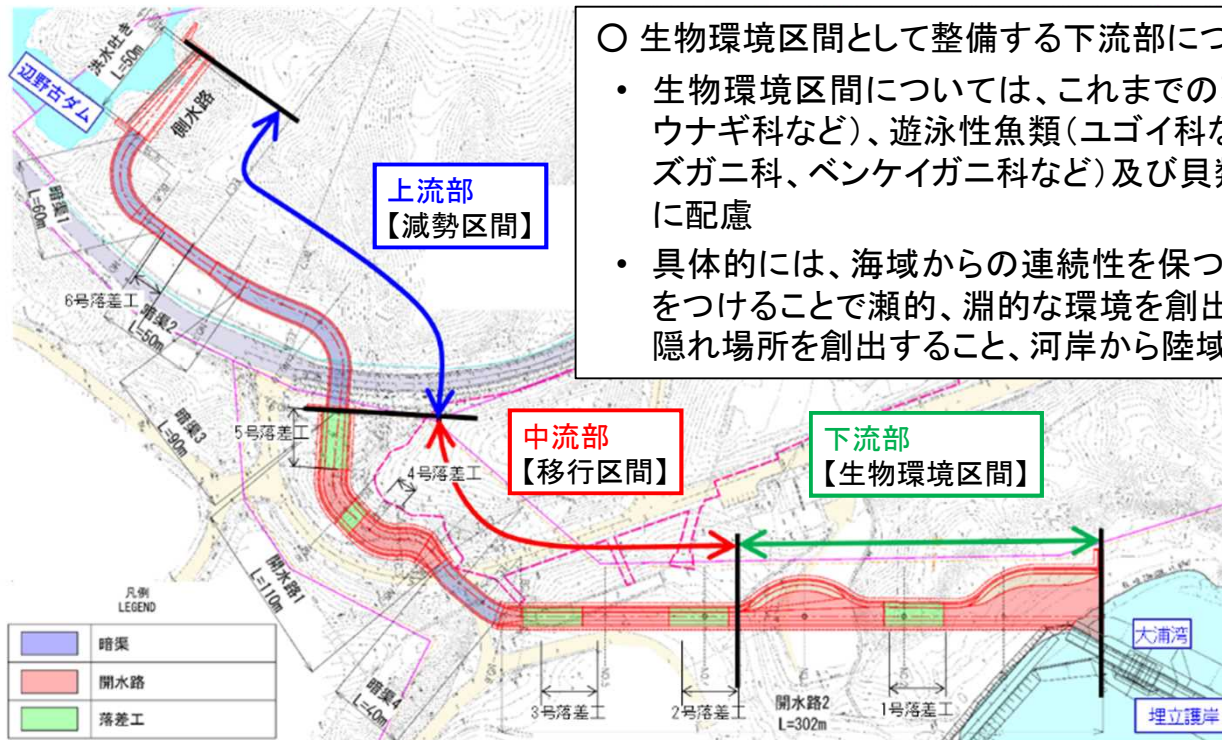 ○ 生物環境区間として整備する下流部につ
• 生物環境区間については、これまでの
ウナギ科など)、遊泳性魚類(ユゴイ科な
ズガニ科、ベンケイガニ科など)及び貝類
に配慮
• 具体的には、海域からの連続性を保つ
をつけることで瀬的、淵的な環境を創出
隠れ場所を創出すること、河岸から陸域
洪水吐き
L=50m
辺野古ダム
側水路
上流部
【減勢区間】
暗渠1
L=60m
6号落差工
暗渠2
L=50m
暗渠3
L=90m
5号落差工
4号落差工
中流部
【移行区間】
下流部
【生物環境区間】
開水路1
L=110m
暗渠4
L=40m
3号落差工
2号落差工
開水路2
L=302m
1号落差工
大浦湾
埋立護岸
凡例
LEGEND
暗渠
開水路
落差工